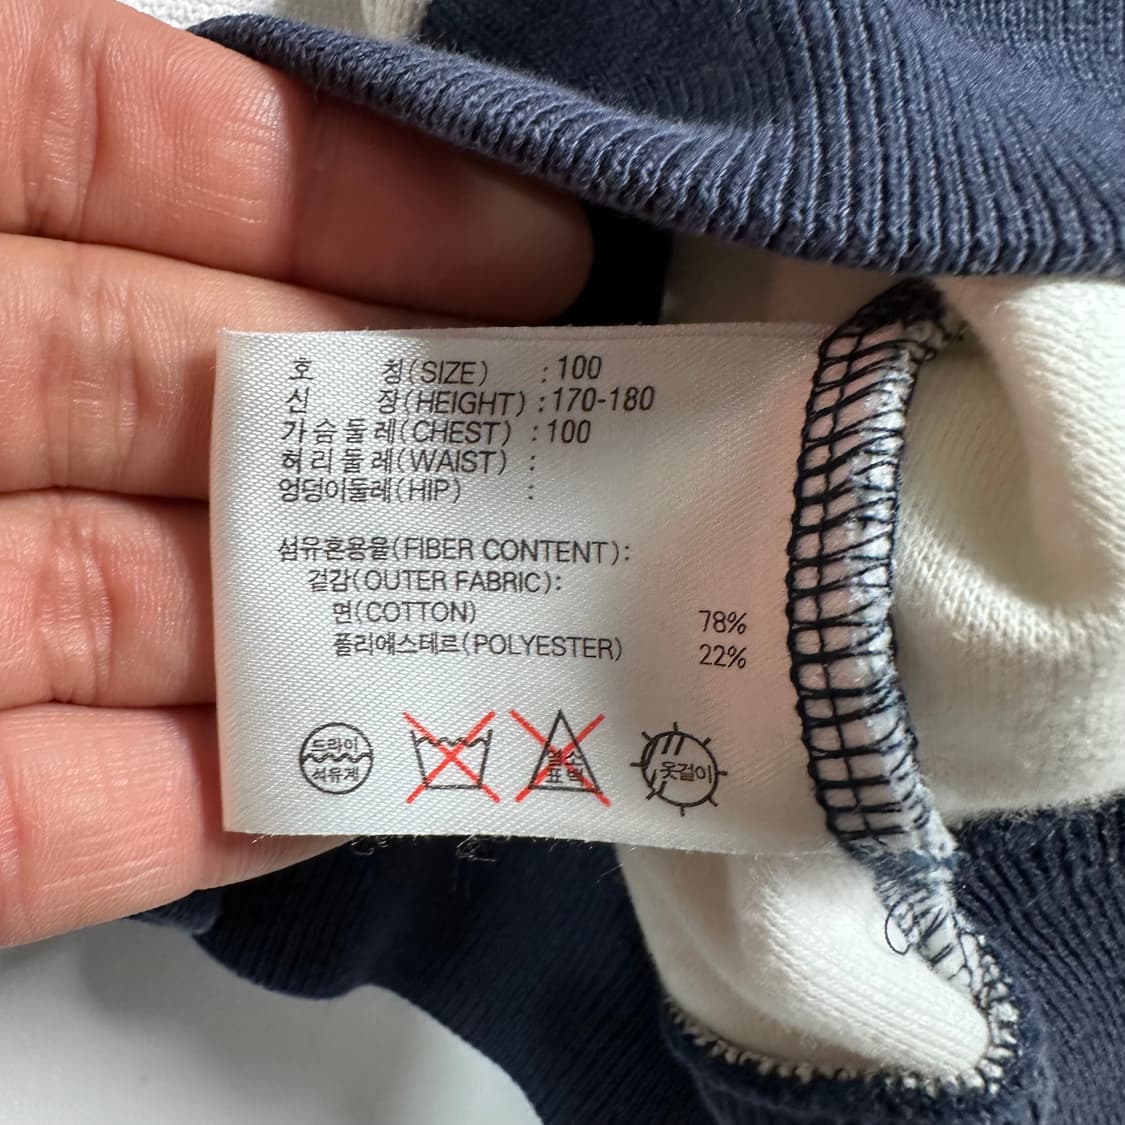 호 칭(SIZE) : 100
신 장(HEIGHT) : 170-180
가슴둘레(CHEST) : 100
허리둘레(WAIST) :
엉덩이둘레(HIP) :
섬유혼용율(FIBER CONTENT):
겉감(OUTER FABRIC):
면(COTTON) 78%
폴리에스테르(POLYESTER) 22%
드라이
석유계
염소
표백
옷걸이